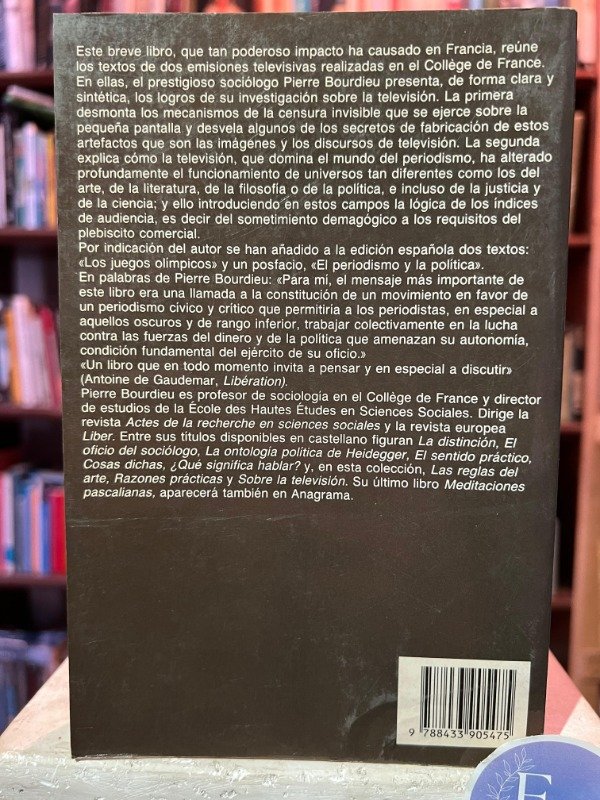 Este breve libro, que tan poderoso impacto ha causado en Francia, reúne
los textos de dos emisiones televisivas realizadas en el Collège de France.
En ellas, el prestigioso sociólogo Pierre Bourdieu presenta, de forma clara y
sintética, los logros de su investigación sobre la televisión. La primera
desmonta los mecanismos de la censura invisible que se ejerce sobre la
pequeña pantalla y desvela algunos de los secretos de fabricación de estos
artefactos que son las imágenes y los discursos de televisión. La segunda
explica cómo la televisión, que domina el mundo del periodismo, ha alterado
profundamente el funcionamiento de universos tan diferentes como los del
arte, de la literatura, de la filosofía o de la política, e incluso de la justicia y
de la ciencia; y ello introduciendo en estos campos la lógica de los índices
de audiencia, es decir del sometimiento demagógico a los requisitos del
plebiscito comercial.
Por indicación del autor se han añadido a la edición española dos textos:
«Los juegos olímpicos» y un posfacio, «El periodismo y la política».
En palabras de Pierre Bourdieu: «Para mí, el mensaje más importante de
este libro era una llamada a la constitución de un movimiento en favor de
un periodismo cívico y crítico que permitiría a los periodistas, en especial a
aquellos oscuros y de rango inferior, trabajar colectivamente en la lucha
contra las fuerzas del dinero y de la política que amenazan su autonomía,
condición fundamental del ejército de su oficio.»
«Un libro que en todo momento invita a pensar y en especial a discutir»
(Antoine de Gaudemar, Libération).
Pierre Bourdieu es profesor de sociología en el Collège de France y director
de estudios de la École des Hautes Études en Sciences Sociales. Dirige la
revista Actes de la recherche en sciences sociales y la revista europea
Liber. Entre sus títulos disponibles en castellano figuran La distinción, El
oficio del sociólogo, La ontología política de Heidegger, El sentido práctico,
Cosas dichas, ¿Qué significa hablar? y, en esta colección, Las reglas del
arte, Razones prácticas y Sobre la televisión. Su último libro Meditaciones
pascalianas, aparecerá también en Anagrama.
9 788433 905475
E